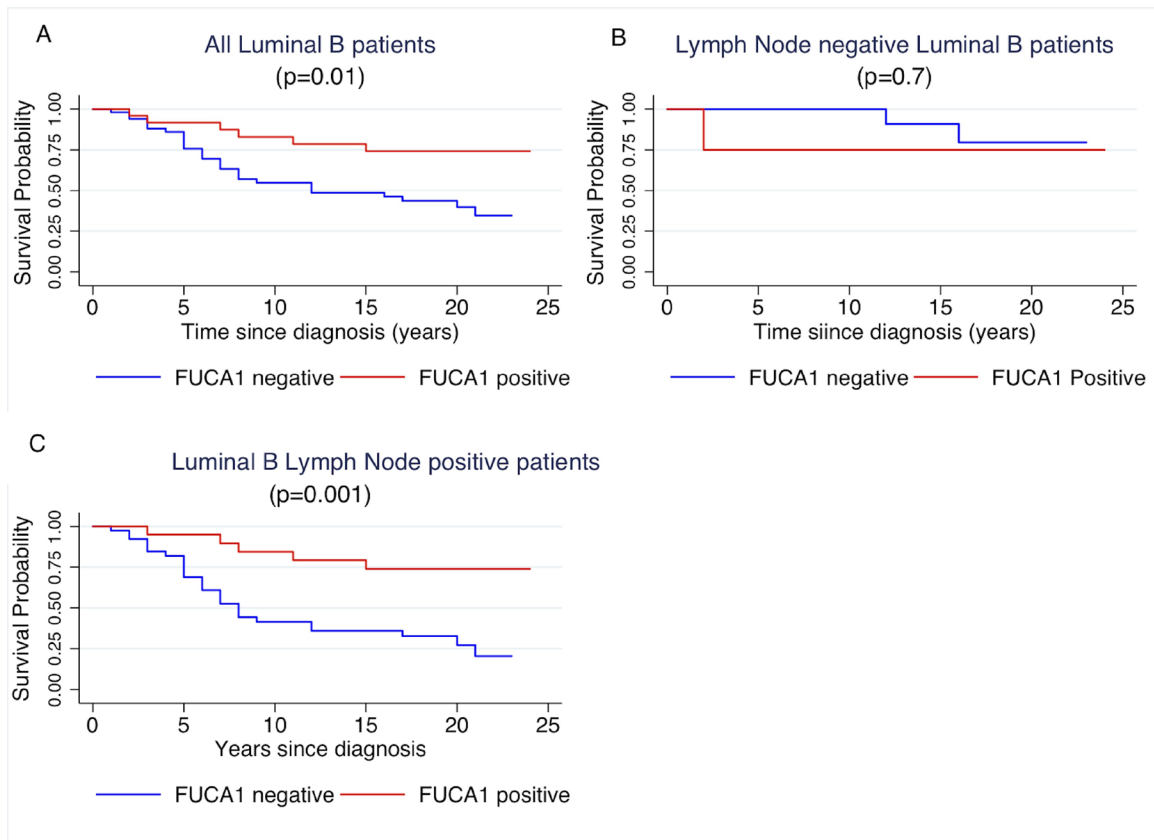 A
All Luminal B patients
(p=0.01)
Survival Probability
1.00
0.75
0.50
0.25
0.00
0 5 10 15 20 25
Time since diagnosis (years)
FUCA1 negative FUCA1 positive
B
Lymph Node negative Luminal B patients
(p=0.7)
Survival Probability
1.00
0.75
0.50
0.25
0.00
0 5 10 15 20 25
Time siince diagnosis (years)
FUCA1 negative FUCA1 Positive
C
Luminal B Lymph Node positive patients
(p=0.001)
Survival Probability
1.00
0.75
0.50
0.25
0.00
0 5 10 15 20 25
Years since diagnosis
FUCA1 negative FUCA1 positive